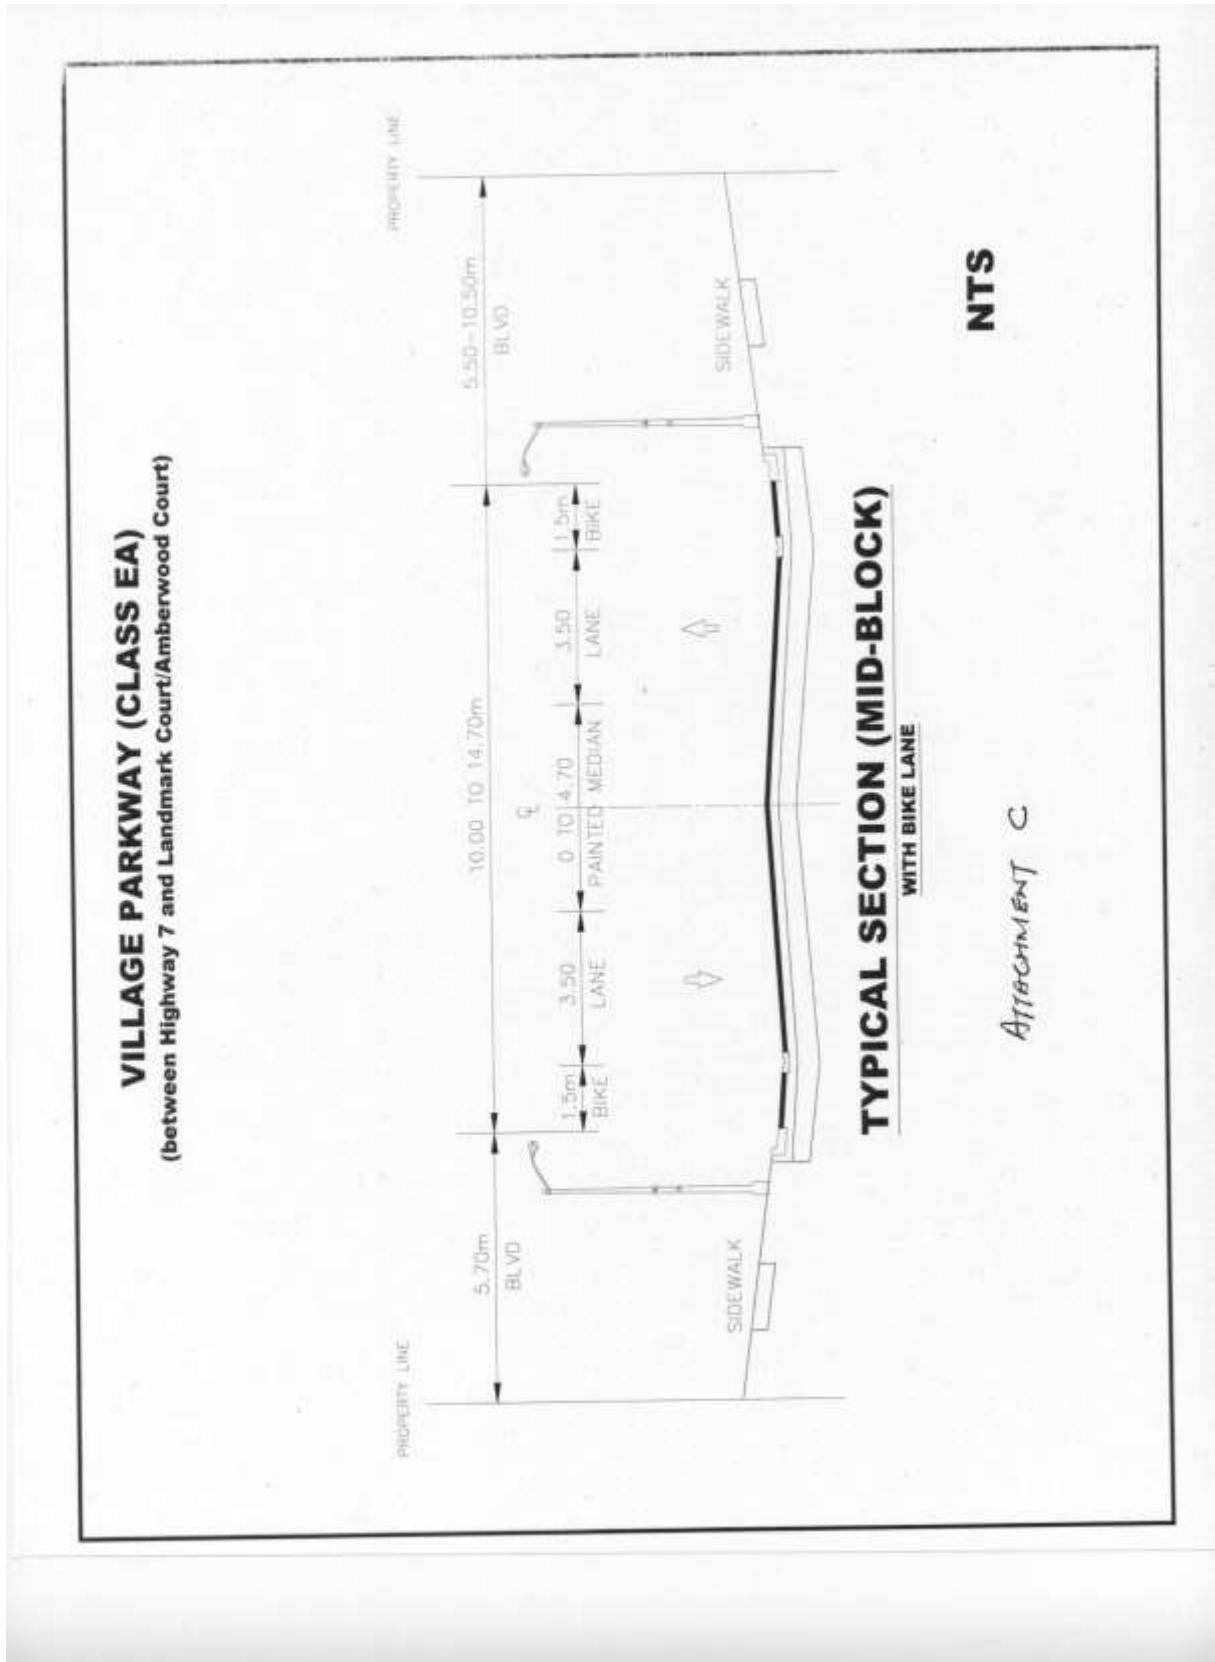 VILLAGE PARKWAY (CLASS EA)
(between Highway 7 and Landmark Court/Amberwood Court)
PROPERTY LINE
PROPERTY LINE
5.70m
BLVD
10.00 TO 14.70m
5.50-10.50m
BLVD
℄
1.5m
BIKE
3.50
LANE
0 TO 4.70
PAINTED MEDIAN
3.50
LANE
1.5m
BIKE
SIDEWALK
SIDEWALK
TYPICAL SECTION (MID-BLOCK)
WITH BIKE LANE
NTS
ATTACHMENT C